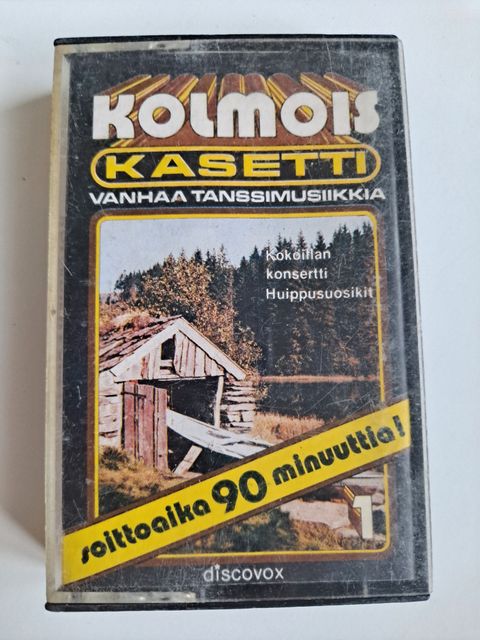 KOLMOIS
KASETTI
VANHAA TANSSIMUSIIKKIA
Kokoillan
konsertti
Huippusuosikit
soittoaika 90 minuuttia!
1
discovox